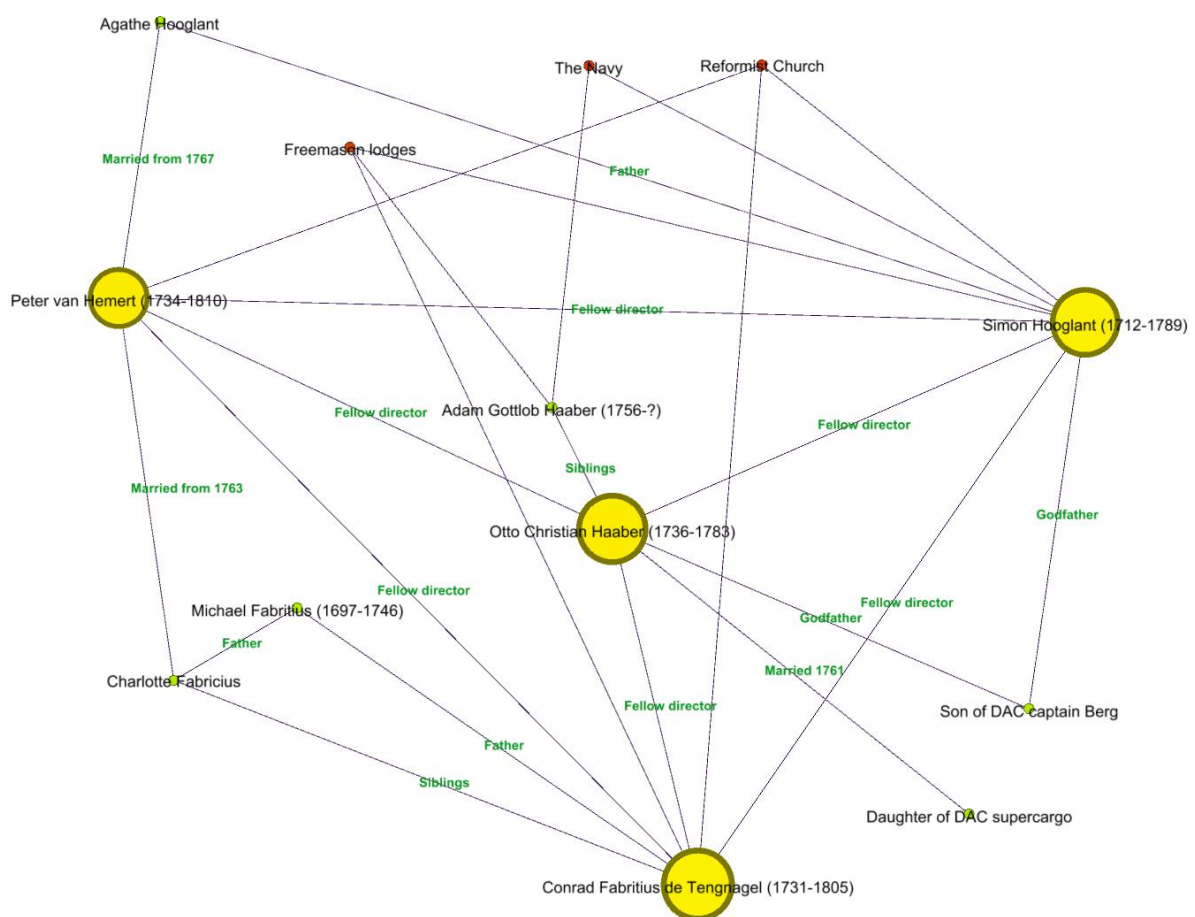 Agathe Hooglant
The Navy
Reformist Church
Freemason lodges
Married from 1767
Father
Peter van Hemert (1734-1810)
Fellow director
Simon Hooglant (1712-1789)
Fellow director
Adam Gottlob Haaber (1756-?)
Fellow director
Siblings
Married from 1763
Godfather
Otto Christian Haaber (1736-1783)
Fellow director
Fellow director
Michael Fabritius (1697-1746)
Godfather
Father
Married 1761
Charlotte Fabricius
Fellow director
Son of DAC captain Berg
Father
Siblings
Daughter of DAC supercargo
Conrad Fabritius de Tengnagel (1731-1805)